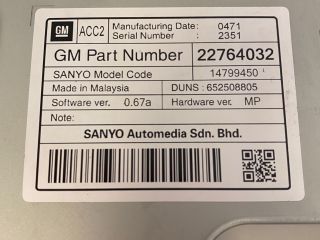 GM ACC2 Manufacturing Date: 0471
Serial Number : 2351
GM Part Number 22764032
SANYO Model Code 14799450
Made in Malaysia DUNS : 652508805
Software ver. 0.67a Hardware ver. MP
Note:
SANYO Automedia Sdn. Bhd.